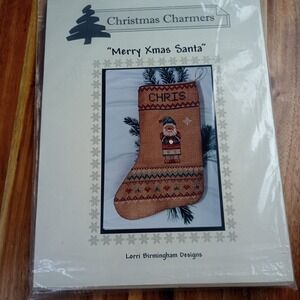 Christmas Charmers
"Merry Xmas Santa"
CHRIS
Lorri Birmingham Designs